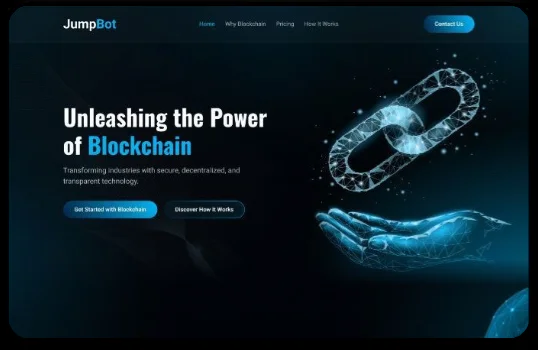 JumpBot
Home Why Blockchain Pricing How It Works
Contact Us
Unleashing the Power
of Blockchain
Transforming industries with secure, decentralized, and
transparent technology.
Get Started with Blockchain
Discover How It Works